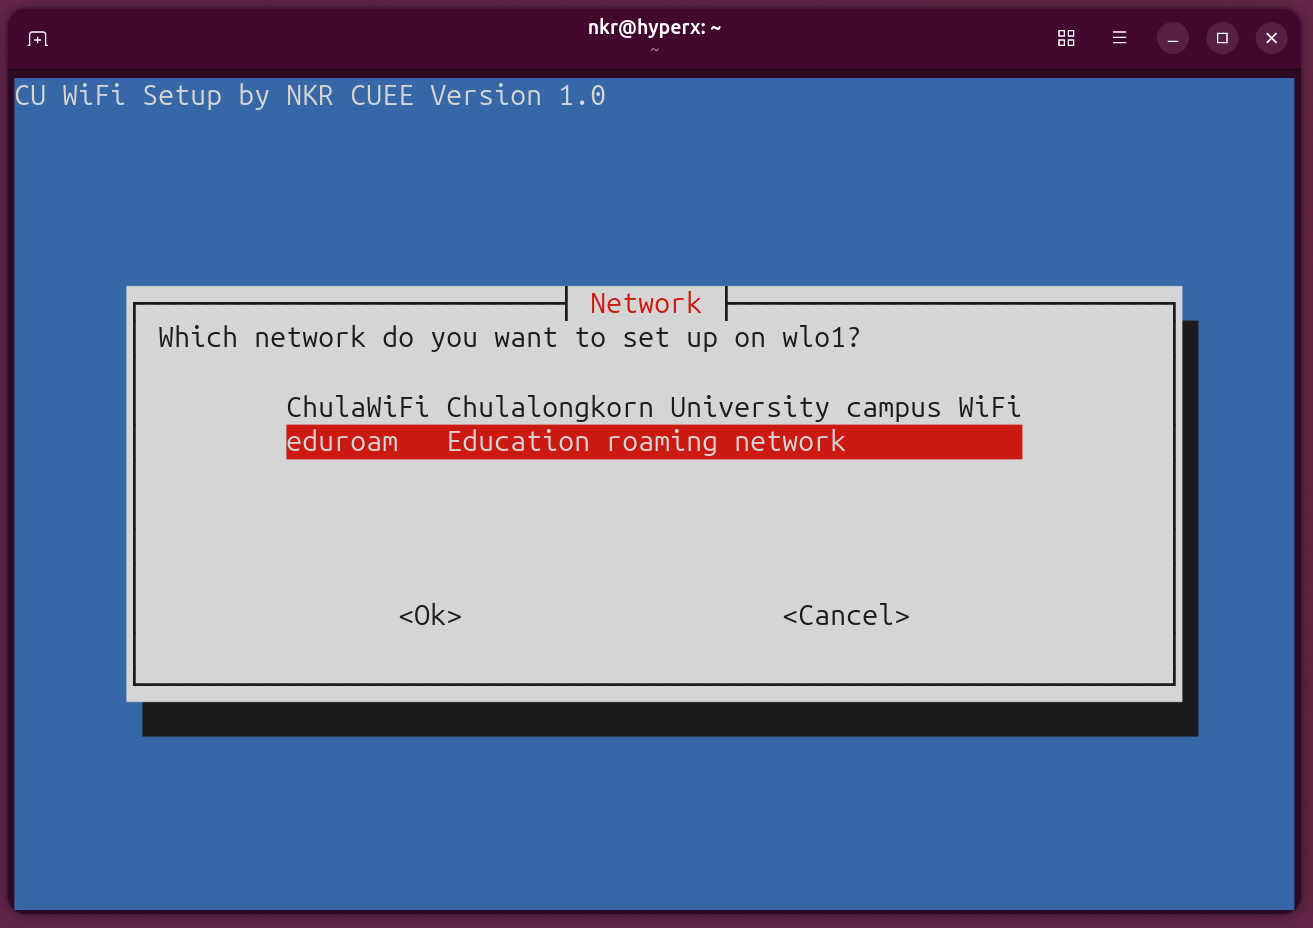 nkr@hyperx: ~
~
CU WiFi Setup by NKR CUEE Version 1.0
Network
Which network do you want to set up on wlo1?
ChulaWiFi Chulalongkorn University campus WiFi
eduroam   Education roaming network
<Ok>                    <Cancel>